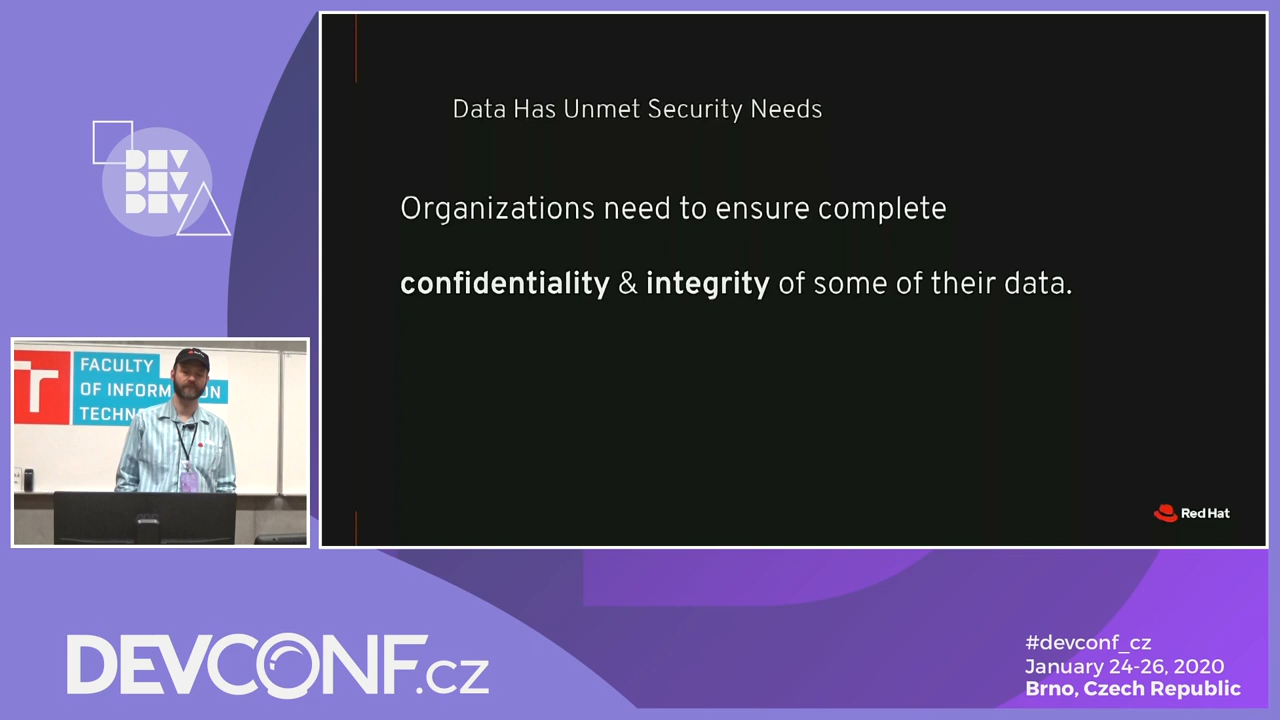 DEV
DEV
DEV
Data Has Unmet Security Needs
Organizations need to ensure complete
confidentiality & integrity of some of their data.
Red Hat
FACULTY
OF INFORM
ON
TECHN
DEVCONF.CZ
#devconf_cz
January 24-26, 2020
Brno, Czech Republic